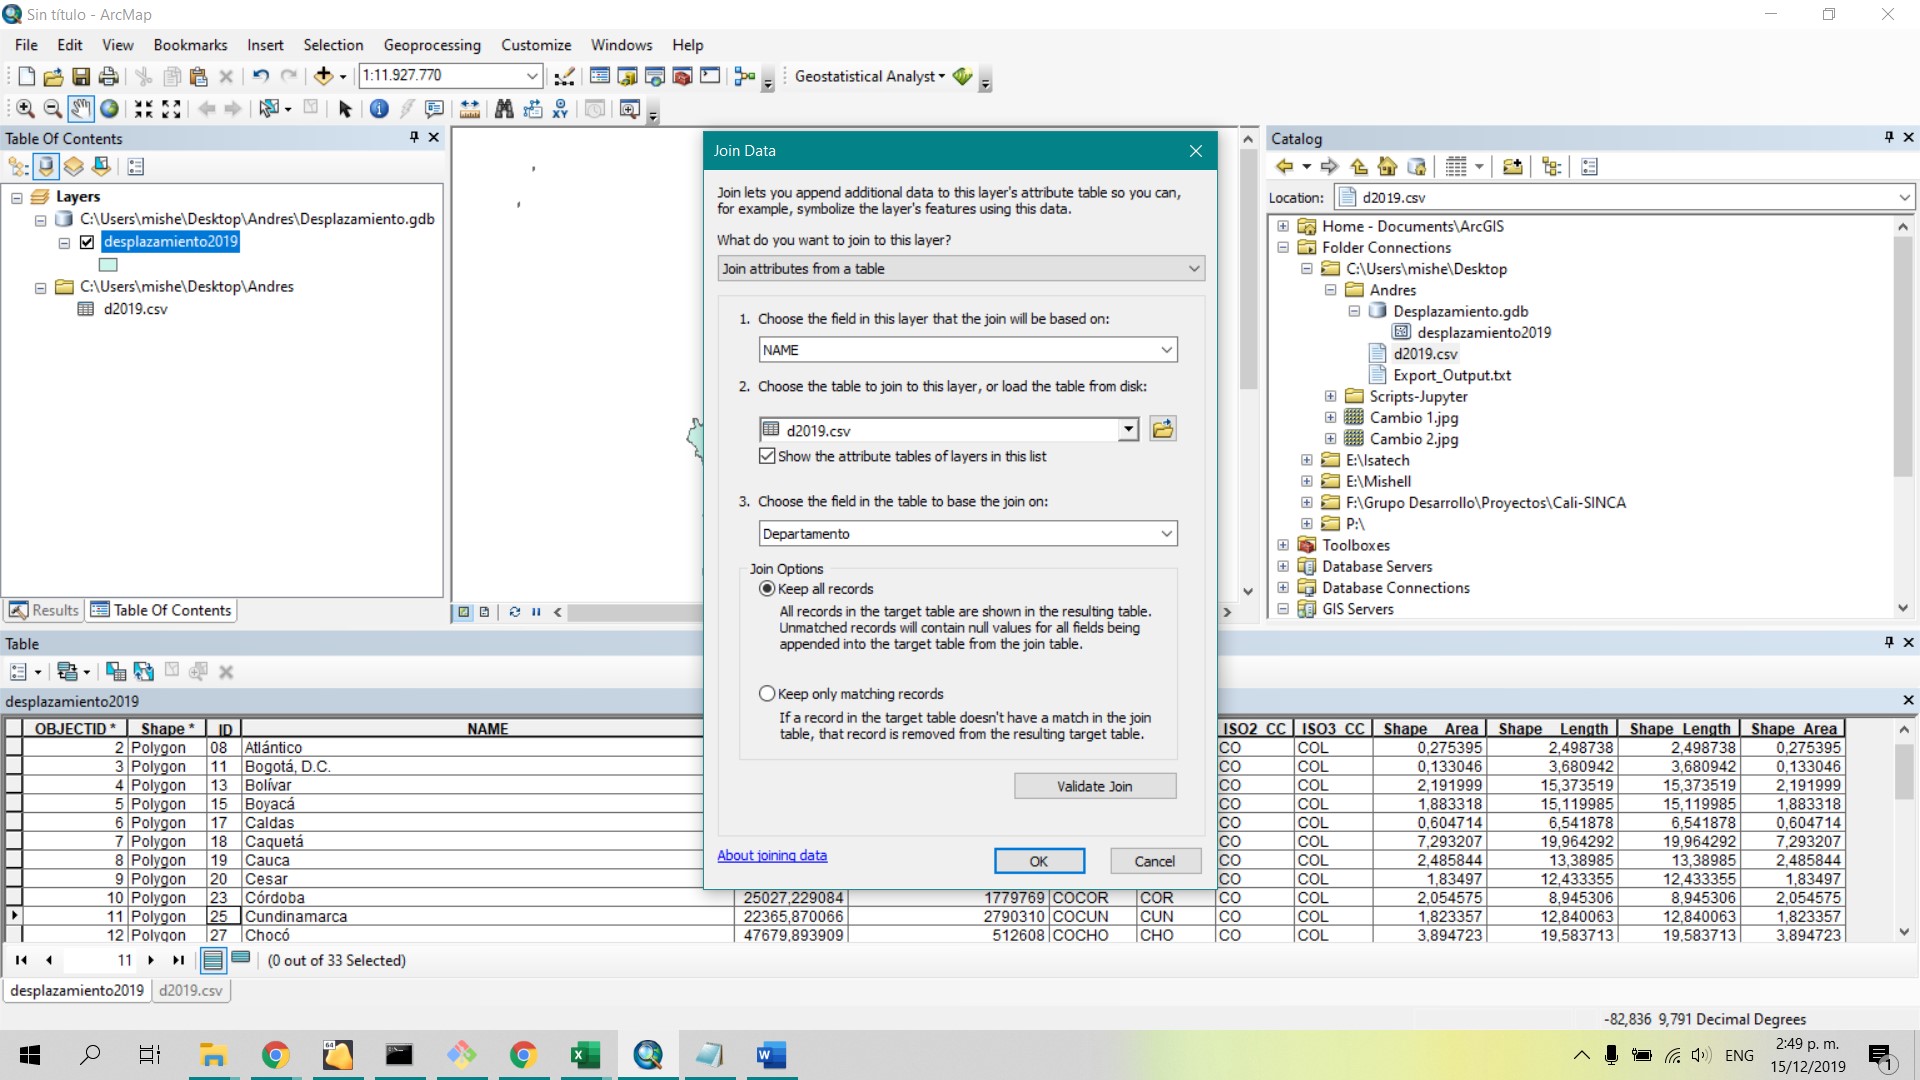 Sin título - ArcMap
File Edit View Bookmarks Insert Selection Geoprocessing Customize Windows Help
1:11.927.770
Geostatistical Analyst
Table Of Contents
Layers
C:\Users\mishe\Desktop\Andres\Desplazamiento.gdb
desplazamiento2019
C:\Users\mishe\Desktop\Andres
d2019.csv
Results Table Of Contents
Join Data
Join lets you append additional data to this layer's attribute table so you can,
for example, symbolize the layer's features using this data.
What do you want to join to this layer?
Join attributes from a table
1. Choose the field in this layer that the join will be based on:
NAME
2. Choose the table to join to this layer, or load the table from disk:
d2019.csv
Show the attribute tables of layers in this list
3. Choose the field in the table to base the join on:
Departamento
Join Options
Keep all records
All records in the target table are shown in the resulting table.
Unmatched records will contain null values for all fields being
appended into the target table from the join table.
Keep only matching records
If a record in the target table doesn't have a match in the join
table, that record is removed from the resulting target table.
Validate Join
About joining data
OK
Cancel
Catalog
Location: d2019.csv
Home - Documents\ArcGIS
Folder Connections
C:\Users\mishe\Desktop
Andres
Desplazamiento.gdb
desplazamiento2019
d2019.csv
Export_Output.txt
Scripts-Jupyter
Cambio 1.jpg
Cambio 2.jpg
E:\Isatech
E:\Mishell
F:\Grupo Desarrollo\Proyectos\Cali-SINCA
P:\
Toolboxes
Database Servers
Database Connections
GIS Servers
Table
desplazamiento2019
OBJECTID * Shape * ID NAME ISO2_CC ISO3_CC Shape__Area Shape__Length Shape_Length Shape_Area
2 Polygon 08 Atlántico CO COL 0,275395 2,498738 2,498738 0,275395
3 Polygon 11 Bogotá, D.C. CO COL 0,133046 3,680942 3,680942 0,133046
4 Polygon 13 Bolívar CO COL 2,191999 15,373519 15,373519 2,191999
5 Polygon 15 Boyacá CO COL 1,883318 15,119985 15,119985 1,883318
6 Polygon 17 Caldas CO COL 0,604714 6,541878 6,541878 0,604714
7 Polygon 18 Caquetá CO COL 7,293207 19,964292 19,964292 7,293207
8 Polygon 19 Cauca CO COL 2,485844 13,38985 13,38985 2,485844
9 Polygon 20 Cesar CO COL 1,83497 12,433355 12,433355 1,83497
10 Polygon 23 Córdoba 25027,229084 1779769 COCOR COR CO COL 2,054575 8,945306 8,945306 2,054575
11 Polygon 25 Cundinamarca 22365,870066 2790310 COCUN CUN CO COL 1,823357 12,840063 12,840063 1,823357
12 Polygon 27 Chocó 47679,893909 512608 COCHO CHO CO COL 3,894723 19,583713 19,583713 3,894723
11 (0 out of 33 Selected)
desplazamiento2019 d2019.csv
-82,836 9,791 Decimal Degrees
64
ENG
2:49 p. m.
15/12/2019
1